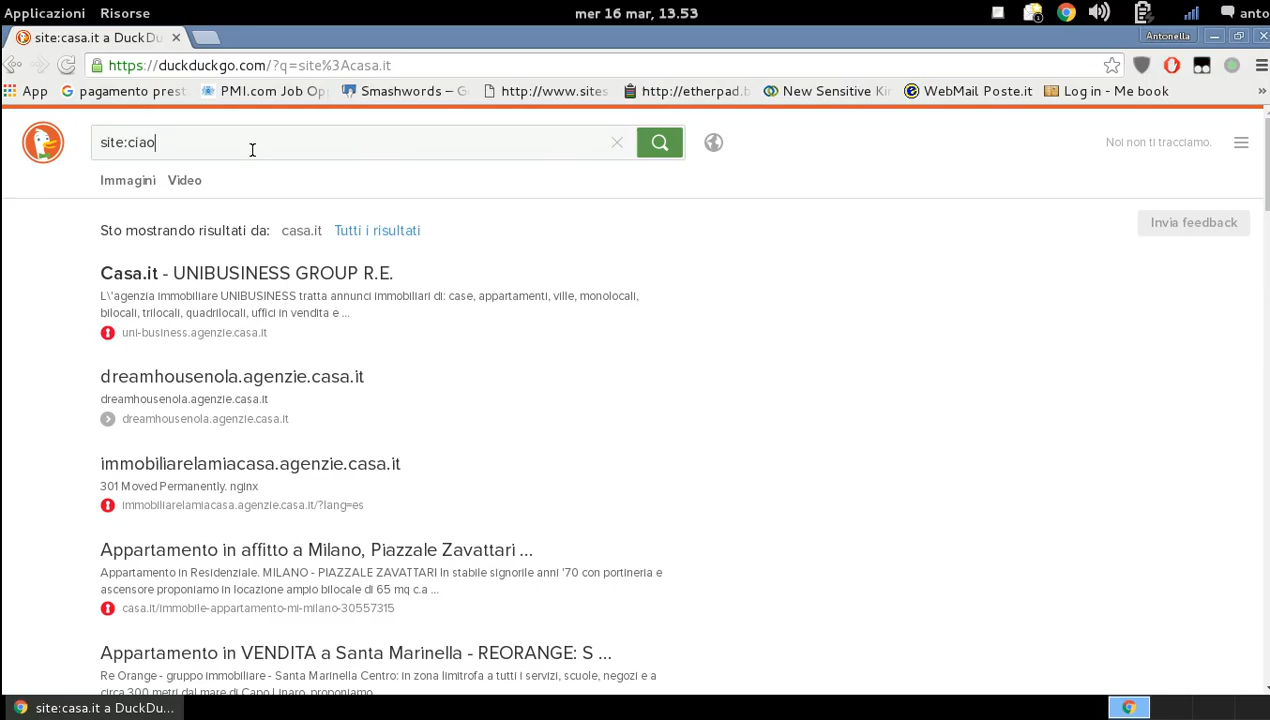 Applicazioni Risorse mer 16 mar, 13.53 anto
site:casa.it a DuckDu Antonella
https://duckduckgo.com/?q=site%3Acasa.it
App pagamento prest PMI.com Job Op Smashwords – G http://www.sites http://etherpad.b New Sensitive Ki WebMail Poste.it Log in - Me book »
site:ciao Noi non ti tracciamo.
Immagini Video
Sto mostrando risultati da: casa.it Tutti i risultati Invia feedback
Casa.it - UNIBUSINESS GROUP R.E.
L\'agenzia immobiliare UNIBUSINESS tratta annunci immobiliari di: case, appartamenti, ville, monolocali,
bilocali, trilocali, quadrilocali, uffici in vendita e ...
uni-business.agenzie.casa.it
dreamhousenola.agenzie.casa.it
dreamhousenola.agenzie.casa.it
dreamhousenola.agenzie.casa.it
immobiliarelamiacasa.agenzie.casa.it
301 Moved Permanently. nginx
immobiliarelamiacasa.agenzie.casa.it/?lang=es
Appartamento in affitto a Milano, Piazzale Zavattari ...
Appartamento in Residenziale. MILANO - PIAZZALE ZAVATTARI In stabile signorile anni '70 con portineria e
ascensore proponiamo in locazione ampio bilocale di 65 mq c.a ...
casa.it/immobile-appartamento-mi-milano-30557315
Appartamento in VENDITA a Santa Marinella - REORANGE: S ...
Re Orange - gruppo immobiliare - Santa Marinella Centro: in zona limitrofa a tutti i servizi, scuole, negozi e a
circa 300 metri dal mare di Capo Linaro, proponiamo
site:casa.it a DuckDu...